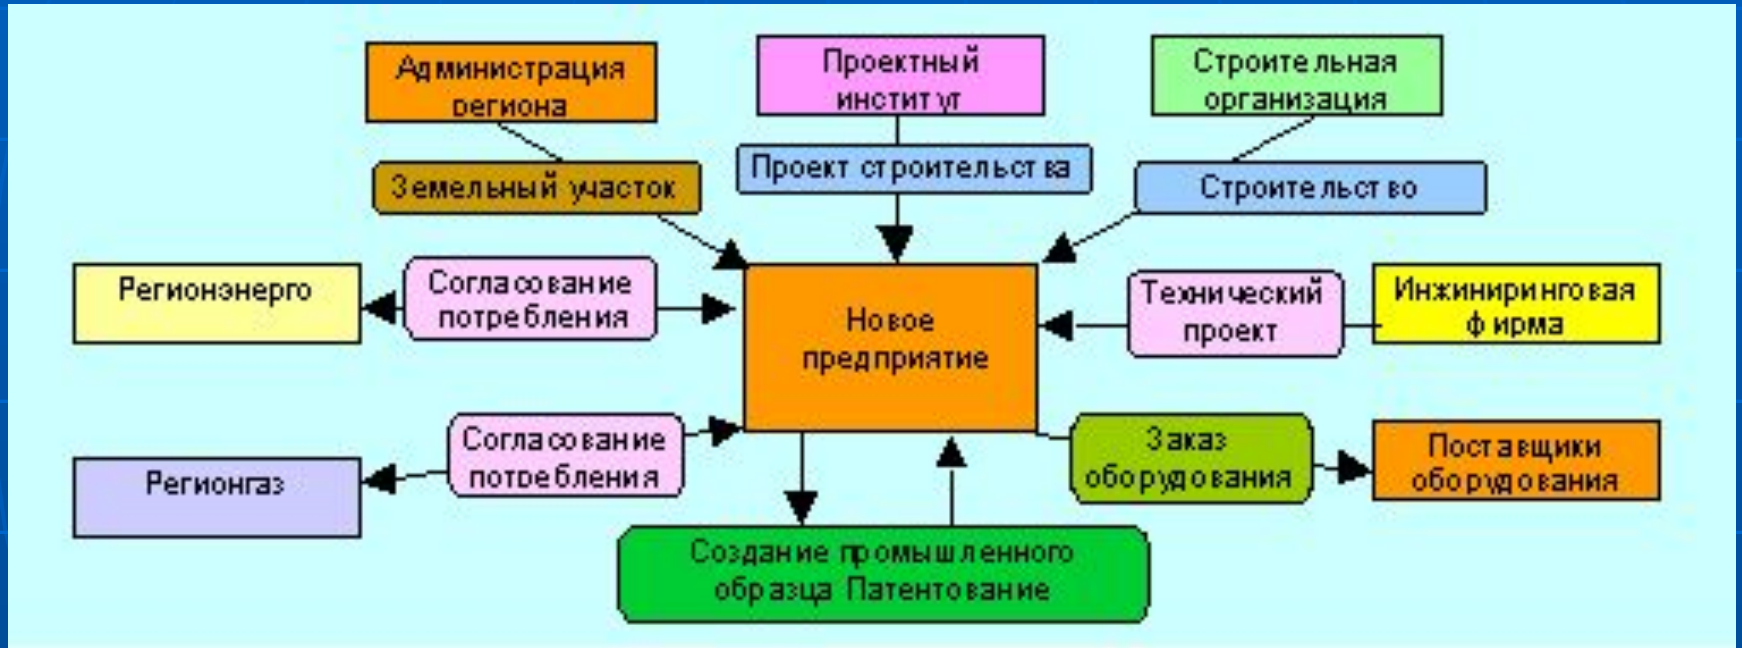 Администрация
региона
Проектный
институт
Строительная
организация
Земельный участок
Проект строительства
Строительство
Регионэнерго
Согласование
потребления
Новое
предприятие
Технический
проект
Инжиниринговая
фирма
Регионгаз
Согласование
потребления
Заказ
оборудования
Поставщики
оборудования
Создание промышленного
образца Патентование